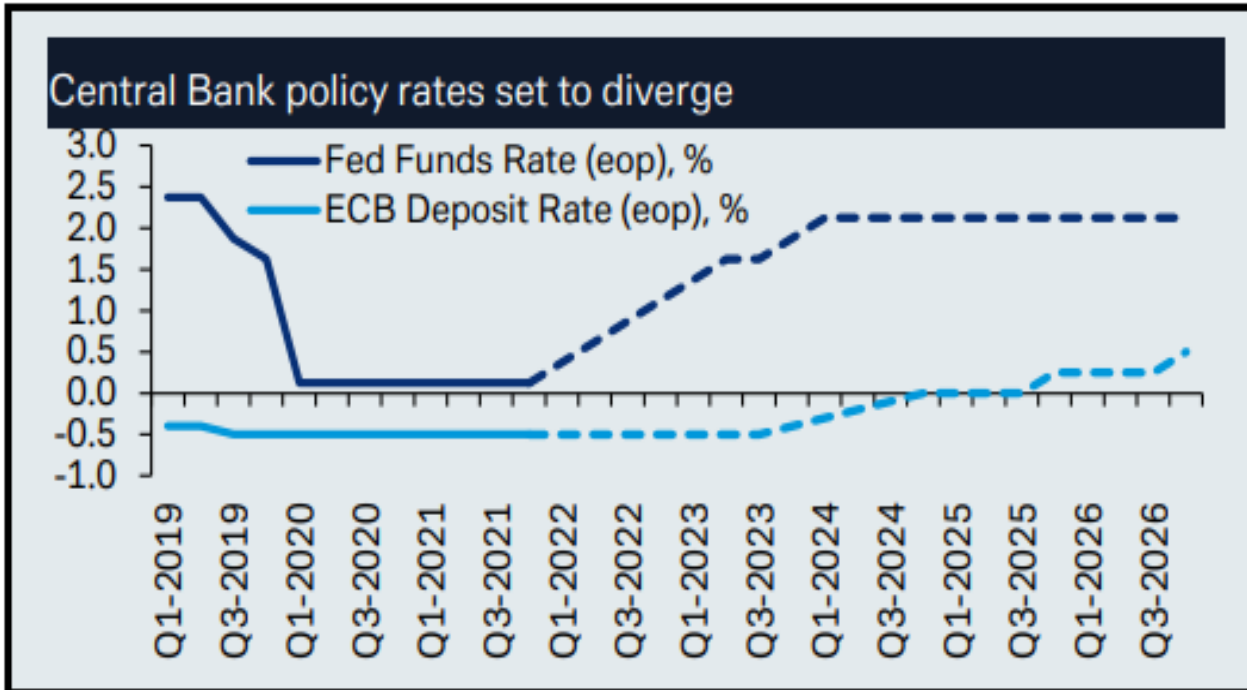 Central Bank policy rates set to diverge
3.0
2.5
2.0
1.5
1.0
0.5
0.0
-0.5
-1.0
Fed Funds Rate (eop), %
ECB Deposit Rate (eop), %
Q1-2019
Q3-2019
Q1-2020
Q3-2020
Q1-2021
Q3-2021
Q1-2022
Q3-2022
Q1-2023
Q3-2023
Q1-2024
Q3-2024
Q1-2025
Q3-2025
Q1-2026
Q3-2026